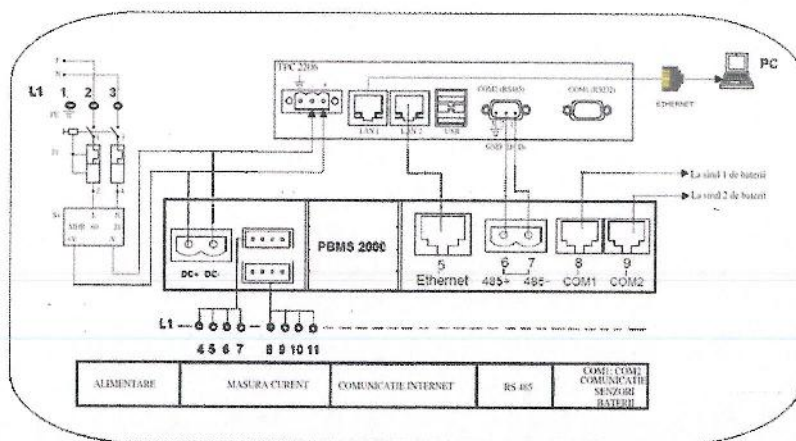 TPC 2206
PC
L1 1 2 3
COM2 (RS485)
COM1 (RS232)
ETHERNET
LAN 1
LAN 2
USB
GND D+ D-
La sirul 1 de baterii
La sirul 2 de baterii
MDR 60
PBMS 2000
DC+ DC-
5
6
7
8
9
Ethernet
485+
485-
COM1
COM2
L1
4 5 6 7
8 9 10 11
ALIMENTARE
MASURA CURENT
COMUNICATIE INTERNET
RS 485
COM1; COM2
COMUNICATIE
SENZORI
BATERII